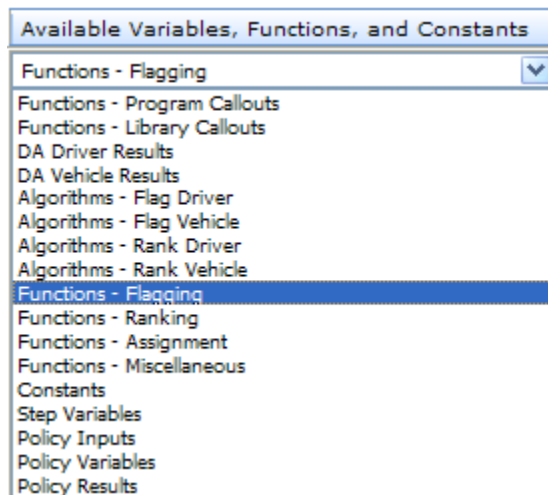 Available Variables, Functions, and Constants
Functions - Flagging
Functions - Program Callouts
Functions - Library Callouts
DA Driver Results
DA Vehicle Results
Algorithms - Flag Driver
Algorithms - Flag Vehicle
Algorithms - Rank Driver
Algorithms - Rank Vehicle
Functions - Flagging
Functions - Ranking
Functions - Assignment
Functions - Miscellaneous
Constants
Step Variables
Policy Inputs
Policy Variables
Policy Results